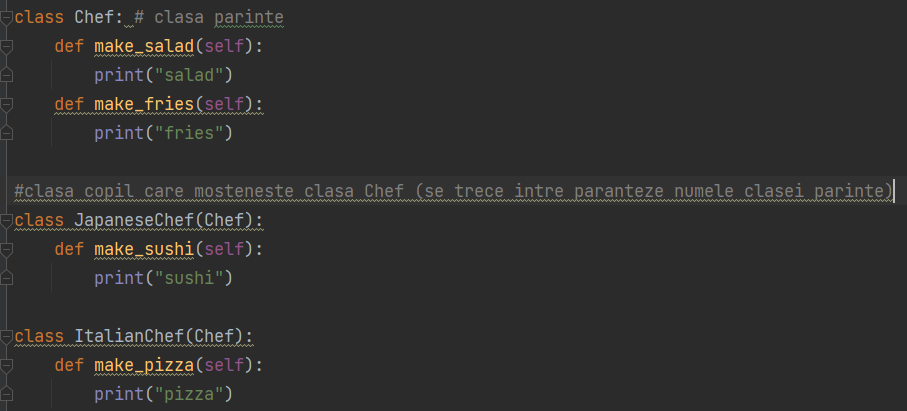 class Chef: # clasa parinte
    def make_salad(self):
        print("salad")
    def make_fries(self):
        print("fries")
#clasa copil care mosteneste clasa Chef (se trece intre paranteze numele clasei parinte)
class JapaneseChef(Chef):
    def make_sushi(self):
        print("sushi")
class ItalianChef(Chef):
    def make_pizza(self):
        print("pizza")